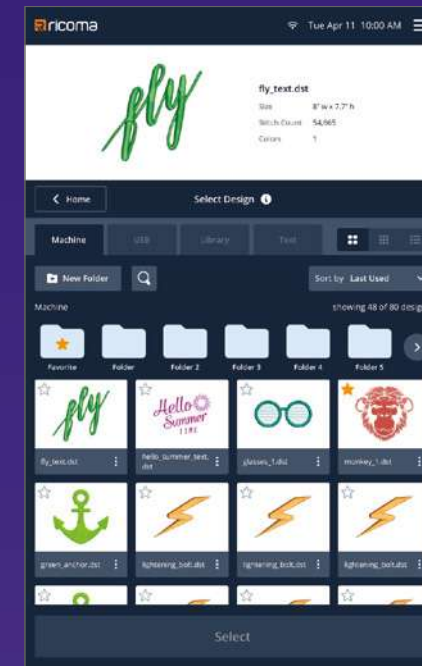 ricoma
Tue Apr 11 10:00 AM
fly
fly_text.dst
Size 8" w x 7.7" h
Stitch Count 54,965
Colors 1
Home
Select Design
Machine USB Library Text
New Folder
Sort by Last Used
Machine
showing 48 of 80 design
Favorite Folder Folder 2 Folder 3 Folder 4 Folder 5
fly
Hello
Summer
TIME
fly_text.dst
hello_summer_text.
dst
glasses_1.dst
monkey_1.dst
green_anchor.dst
lightening_bolt.dst
lightening_bolt.dst
lightening_bolt.dst
Select